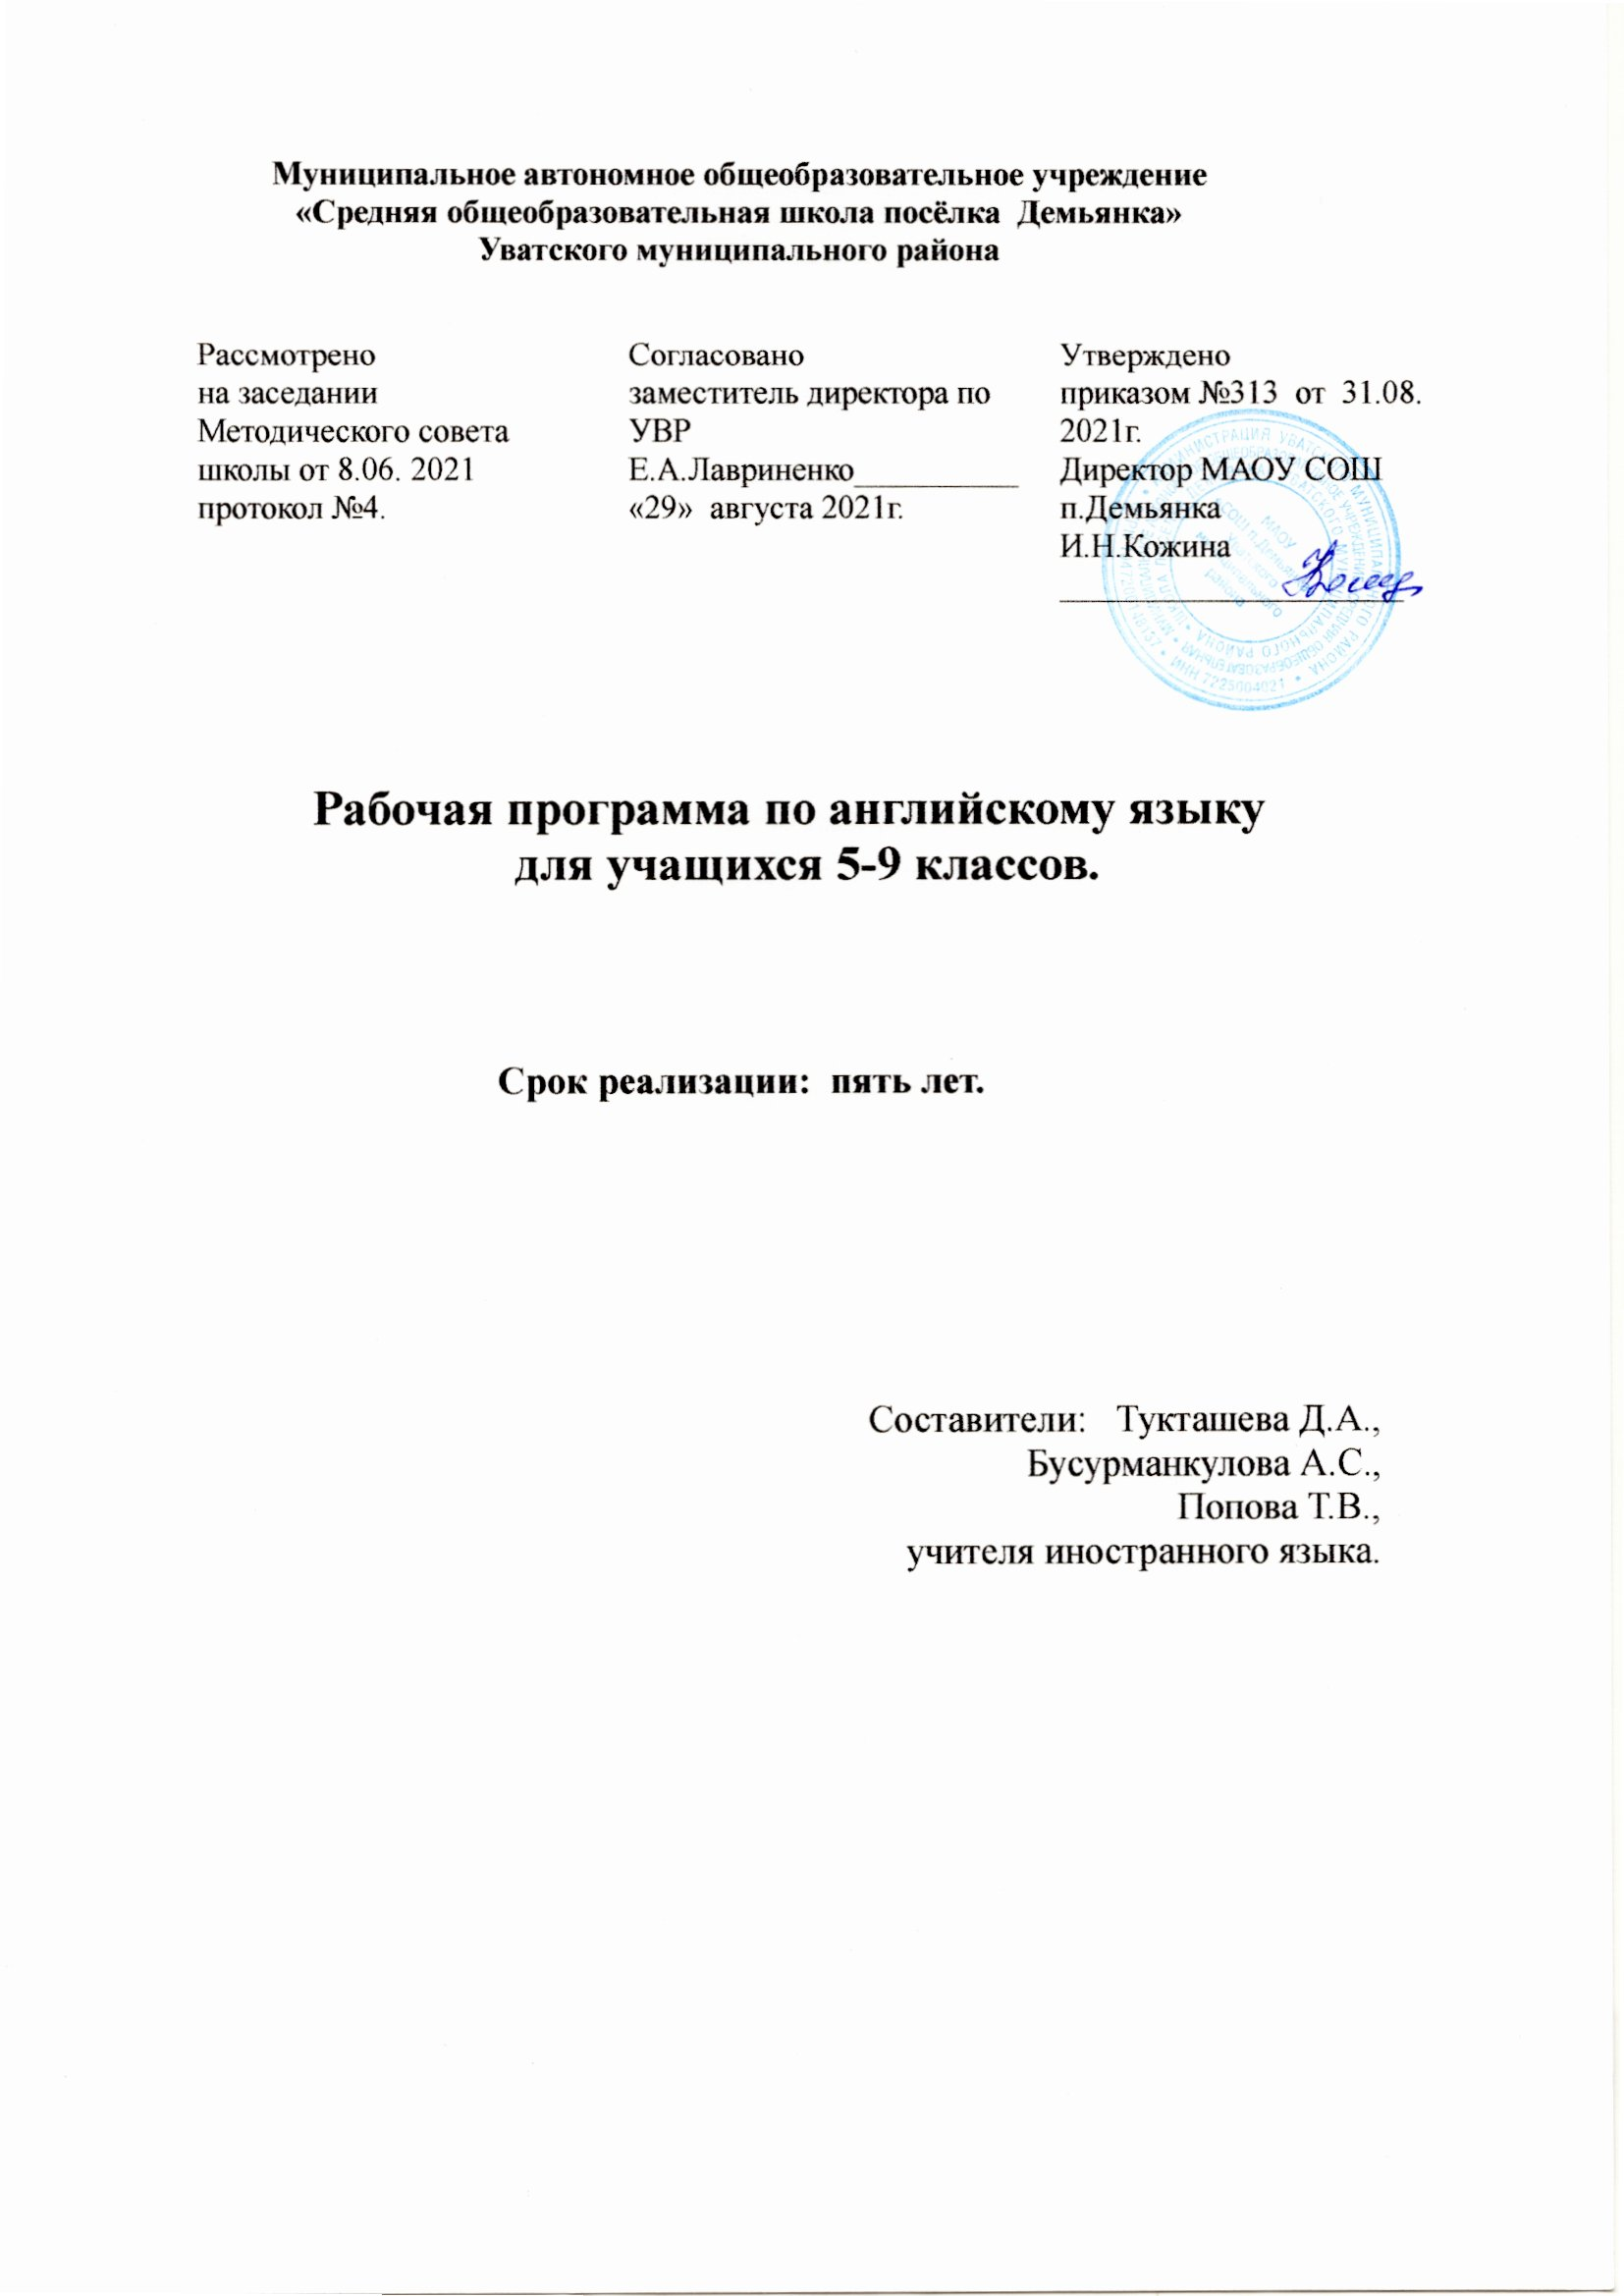 Муниципальное автономное общеобразовательное учреждение
«Средняя общеобразовательная школа посёлка Демьянка»
Уватского муниципального района
Рассмотрено
на заседании
Методического совета
школы от 8.06. 2021
протокол №4.
Согласовано
заместитель директора по
УВР
Е.А.Лавриненко__________
«29» августа 2021г.
Утверждено
приказом №313 от 31.08.
2021г.
Директор МАОУ СОШ
п.Демьянка
И.Н.Кожина
Рабочая программа по английскому языку
для учащихся 5-9 классов.
Срок реализации: пять лет.
Составители: Тукташева Д.А.,
Бусурманкулова А.С.,
Попова Т.В.,
учителя иностранного языка.